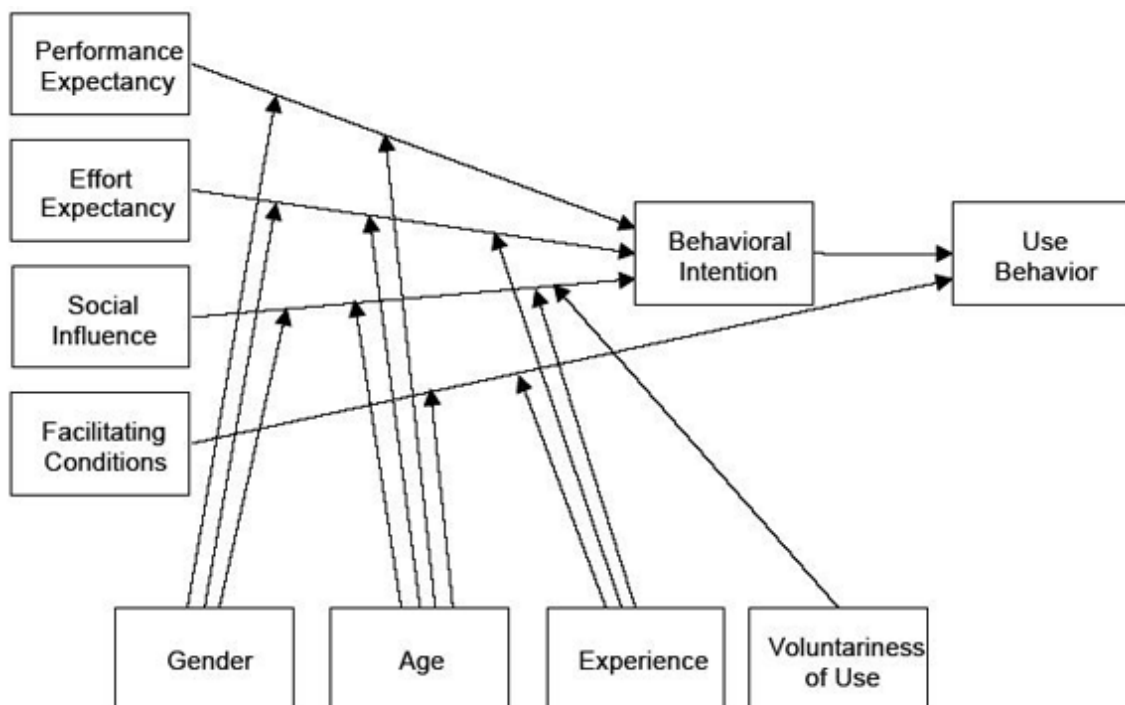 Performance
Expectancy
Effort
Expectancy
Social
Influence
Facilitating
Conditions
Behavioral
Intention
Use
Behavior
Gender
Age
Experience
Voluntariness
of Use